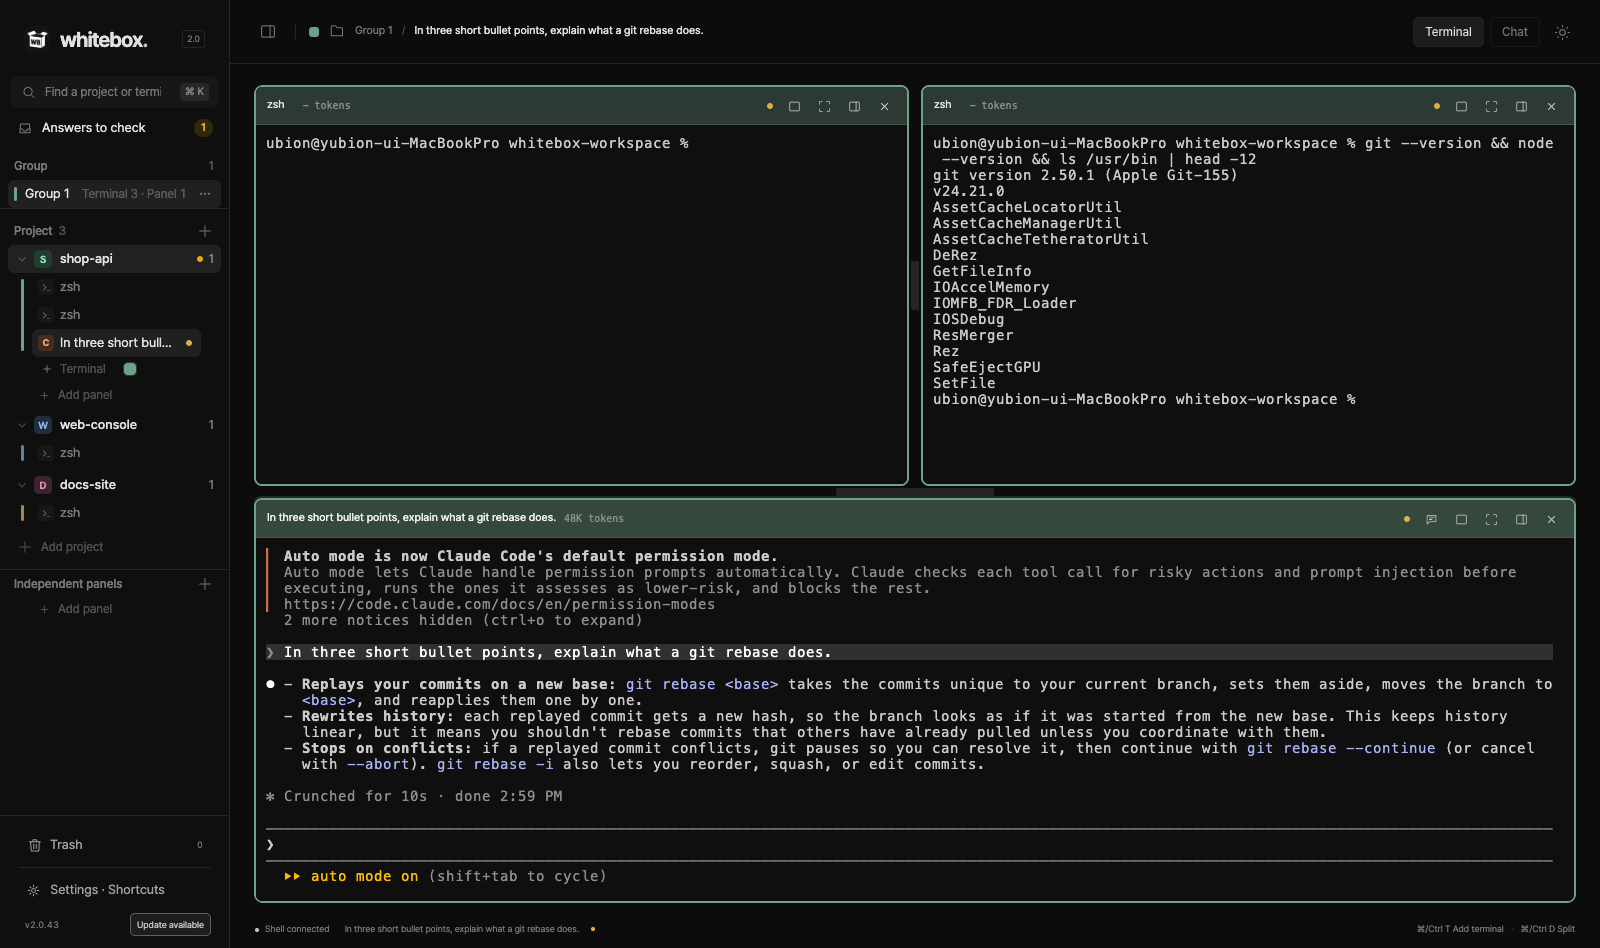 whitebox.
2.0
Find a project or termi
⌘ K
Answers to check
1
Group
1
Group 1
Terminal 3 · Panel 1
Project 3
S
shop-api
1
zsh
zsh
C
In three short bull...
Terminal
Add panel
W
web-console
1
zsh
D
docs-site
1
zsh
Add project
Independent panels
Add panel
Trash
0
Settings · Shortcuts
v2.0.43
Update available
Group 1 / In three short bullet points, explain what a git rebase does.
Terminal
Chat
zsh – tokens
ubion@yubion-ui-MacBookPro whitebox-workspace %
zsh – tokens
ubion@yubion-ui-MacBookPro whitebox-workspace % git --version && node
--version && ls /usr/bin | head -12
git version 2.50.1 (Apple Git-155)
v24.21.0
AssetCacheLocatorUtil
AssetCacheManagerUtil
AssetCacheTetheratorUtil
DeRez
GetFileInfo
IOAccelMemory
IOMFB_FDR_Loader
IOSDebug
ResMerger
Rez
SafeEjectGPU
SetFile
ubion@yubion-ui-MacBookPro whitebox-workspace %
In three short bullet points, explain what a git rebase does. 48K tokens
Auto mode is now Claude Code's default permission mode.
Auto mode lets Claude handle permission prompts automatically. Claude checks each tool call for risky actions and prompt injection before
executing, runs the ones it assesses as lower-risk, and blocks the rest.
https://code.claude.com/docs/en/permission-modes
2 more notices hidden (ctrl+o to expand)
❯ In three short bullet points, explain what a git rebase does.
● – Replays your commits on a new base: git rebase <base> takes the commits unique to your current branch, sets them aside, moves the branch to
<base>, and reapplies them one by one.
– Rewrites history: each replayed commit gets a new hash, so the branch looks as if it was started from the new base. This keeps history
linear, but it means you shouldn't rebase commits that others have already pulled unless you coordinate with them.
– Stops on conflicts: if a replayed commit conflicts, git pauses so you can resolve it, then continue with git rebase --continue (or cancel
with --abort). git rebase -i also lets you reorder, squash, or edit commits.
✻ Crunched for 10s · done 2:59 PM
❯
⏵⏵ auto mode on (shift+tab to cycle)
Shell connected
In three short bullet points, explain what a git rebase does.
⌘/Ctrl T Add terminal · ⌘/Ctrl D Split